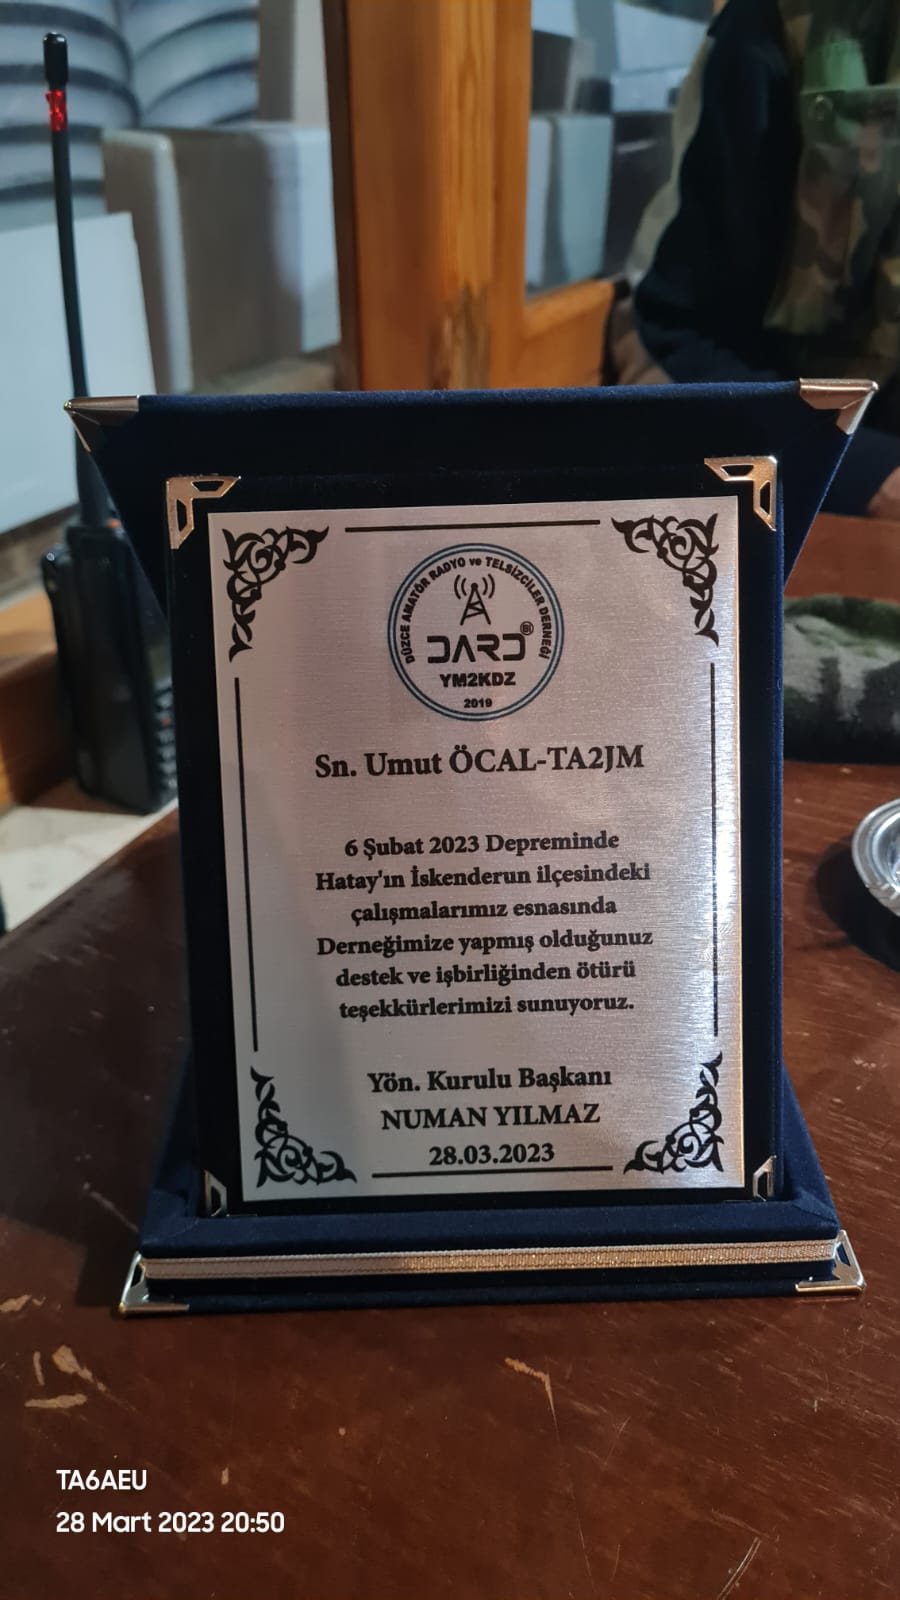 DÜZCE AMATÖR RADYO ve TELSİZCİLER DERNEĞİ
DARD
YM2KDZ
2019
Sn. Umut ÖCAL-TA2JM
6 Şubat 2023 Depreminde
Hatay'ın İskenderun ilçesindeki
çalışmalarımız esnasında
Derneğimize yapmış olduğunuz
destek ve işbirliğinden ötürü
teşekkürlerimizi sunuyoruz.
Yön. Kurulu Başkanı
NUMAN YILMAZ
28.03.2023
TA6AEU
28 Mart 2023 20:50